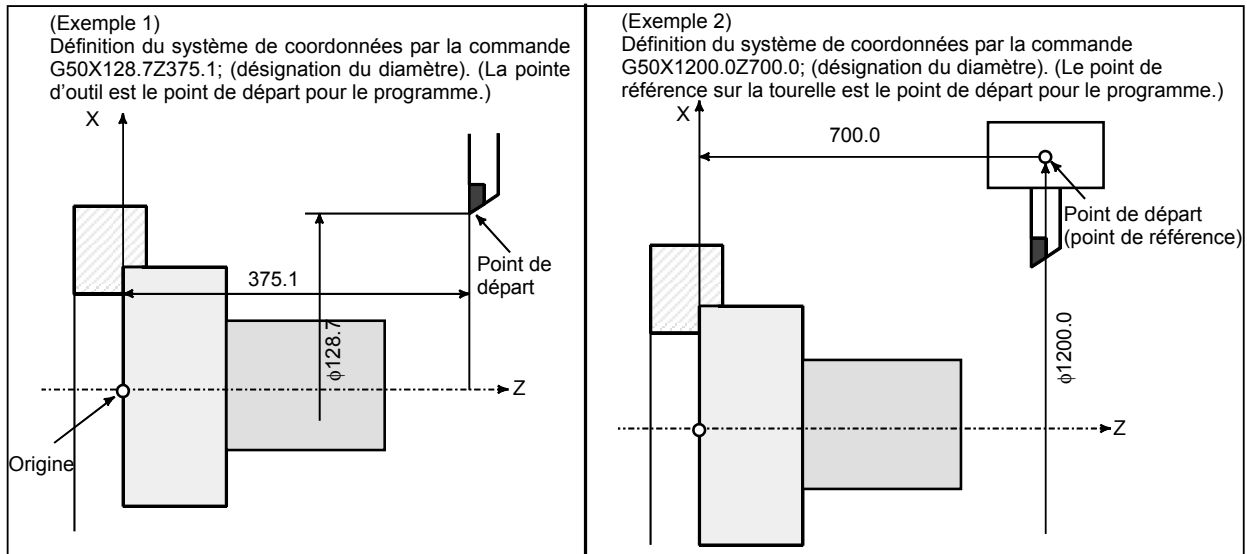 (Exemple 1)
Définition du système de coordonnées par la commande
G50X128.7Z375.1; (désignation du diamètre). (La pointe
d'outil est le point de départ pour le programme.)
X
375.1
Point de
départ
ϕ128.7
Z
Origine
(Exemple 2)
Définition du système de coordonnées par la commande
G50X1200.0Z700.0; (désignation du diamètre). (Le point de
référence sur la tourelle est le point de départ pour le programme.)
X
700.0
Point de départ
(point de référence)
ϕ1200.0
Z